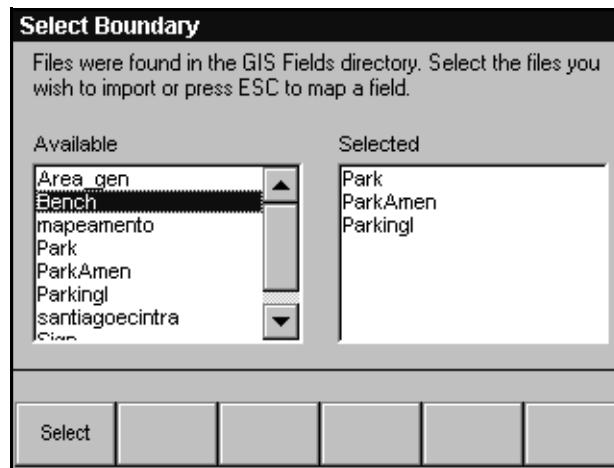 Select Boundary
Files were found in the GIS Fields directory. Select the files you
wish to import or press ESC to map a field.
Available
Selected
Area_gen
Bench
mapeamento
Park
ParkAmen
Parkingl
santiagoecintra
Sign
Park
ParkAmen
Parkingl
Select